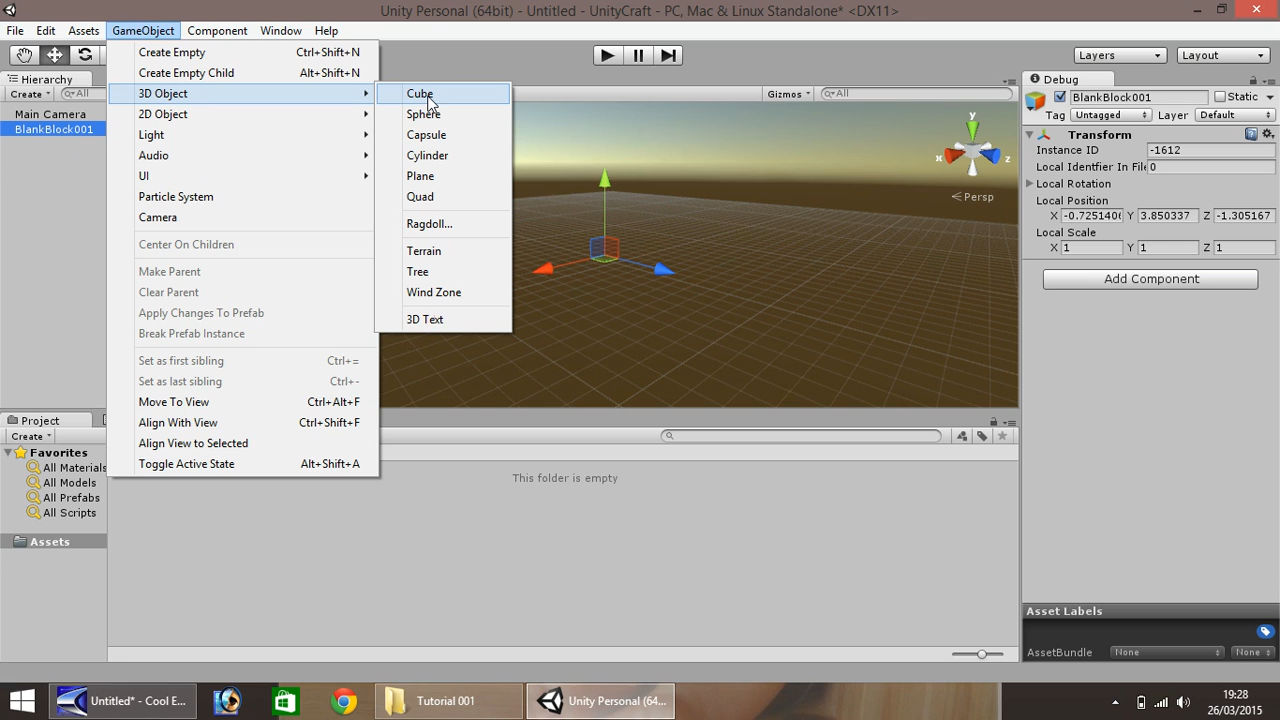 Unity Personal (64bit) - Untitled - UnityCraft - PC, Mac & Linux Standalone* <DX11>
File Edit Assets GameObject Component Window Help
Layers Layout
Hierarchy
Create All
Main Camera
BlankBlock001
Create Empty Ctrl+Shift+N
Create Empty Child Alt+Shift+N
3D Object
2D Object
Light
Audio
UI
Particle System
Camera
Center On Children
Make Parent
Clear Parent
Apply Changes To Prefab
Break Prefab Instance
Set as first sibling Ctrl+=
Set as last sibling Ctrl+-
Move To View Ctrl+Alt+F
Align With View Ctrl+Shift+F
Align View to Selected
Toggle Active State Alt+Shift+A
Cube
Sphere
Capsule
Cylinder
Plane
Quad
Ragdoll...
Terrain
Tree
Wind Zone
3D Text
Gizmos All
y
x z
Persp
Debug
BlankBlock001 Static
Tag Untagged Layer Default
Transform
Instance ID -1612
Local Identfier In File 0
Local Rotation
Local Position
X -0.7251406 Y 3.850337 Z -1.305167
Local Scale
X 1 Y 1 Z 1
Add Component
Project
Create
Favorites
All Materials
All Models
All Prefabs
All Scripts
Assets
This folder is empty
Asset Labels
AssetBundle None None
Untitled* - Cool E... Tutorial 001 Unity Personal (64...
19:28
26/03/2015